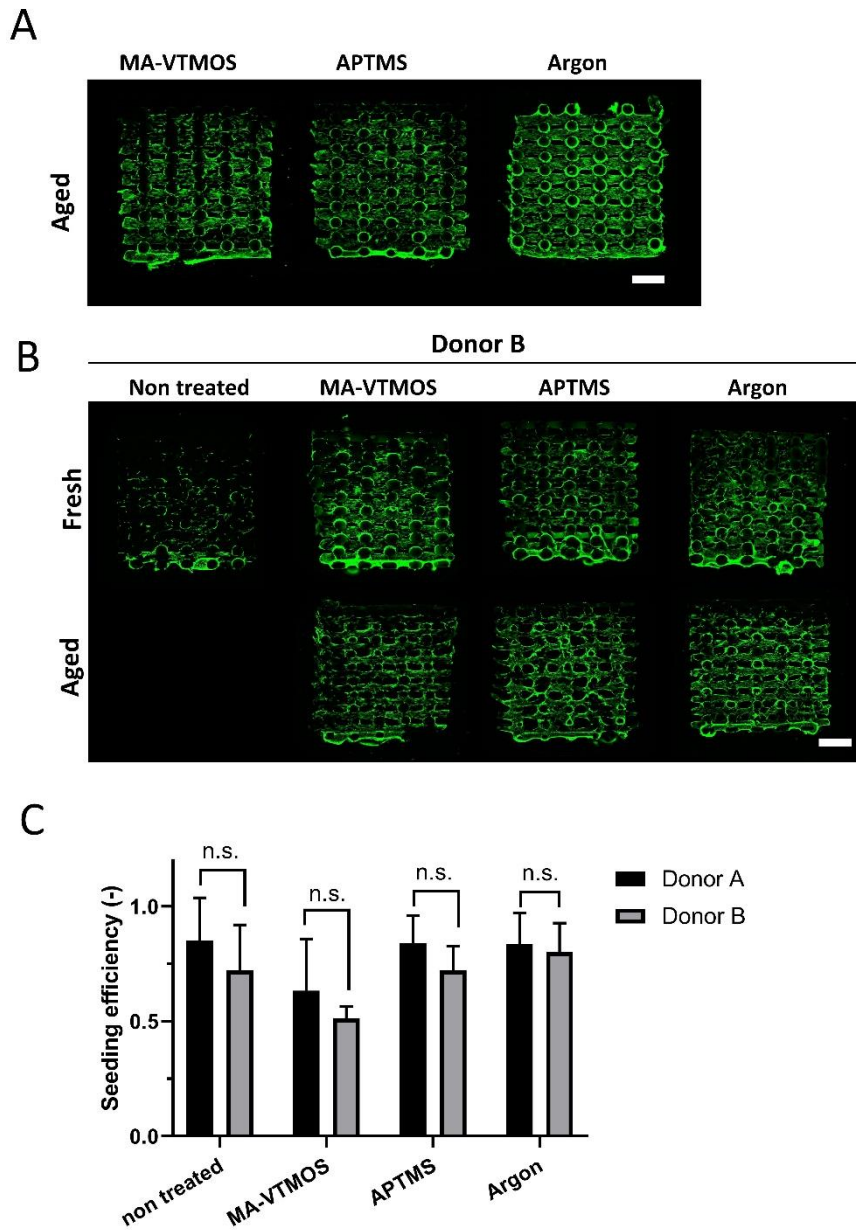 A
MA-VTMOS APTMS Argon
Aged
B
Donor B
Non treated MA-VTMOS APTMS Argon
Fresh
Aged
C
Seeding efficiency (-)
1.0
0.5
0.0
n.s. n.s. n.s. n.s.
Donor A
Donor B
non treated MA-VTMOS APTMS Argon